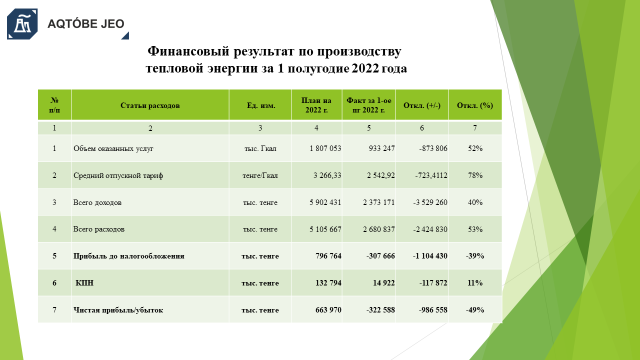 AQTÓBE JEO
Финансовый результат по производству
тепловой энергии за 1 полугодие 2022 года
№ п/п Статьи расходов Ед. изм. План на 2022 г. Факт за 1-ое пг 2022 г. Откл. (+/-) Откл. (%)
1 2 3 4 5 6 7
1 Объем оказанных услуг тыс. Гкал 1 807 053 933 247 -873 806 52%
2 Средний отпускной тариф тенге/Гкал 3 266,33 2 542,92 -723,4112 78%
3 Всего доходов тыс. тенге 5 902 431 2 373 171 -3 529 260 40%
4 Всего расходов тыс. тенге 5 105 667 2 680 837 -2 424 830 53%
5 Прибыль до налогообложения тыс. тенге 796 764 -307 666 -1 104 430 -39%
6 КПН тыс. тенге 132 794 14 922 -117 872 11%
7 Чистая прибыль/убыток тыс. тенге 663 970 -322 588 -986 558 -49%